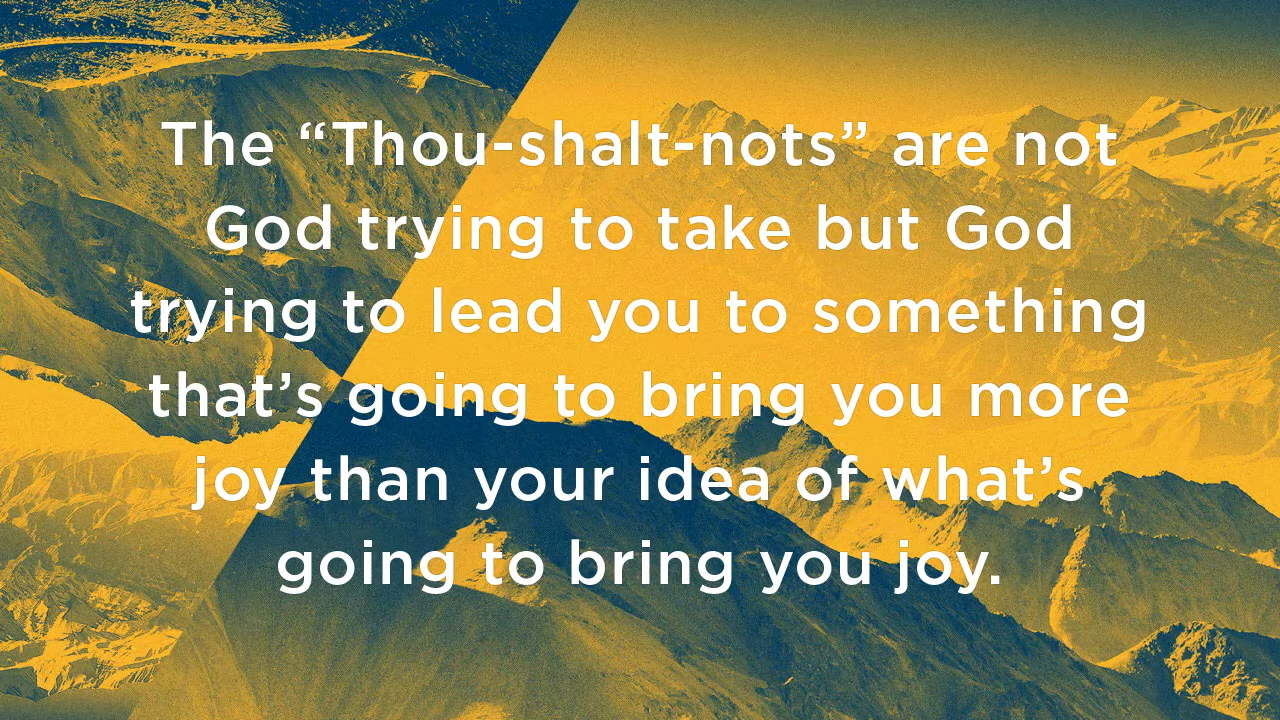 The “Thou-shalt-nots” are not
God trying to take but God
trying to lead you to something
that’s going to bring you more
joy than your idea of what’s
going to bring you joy.